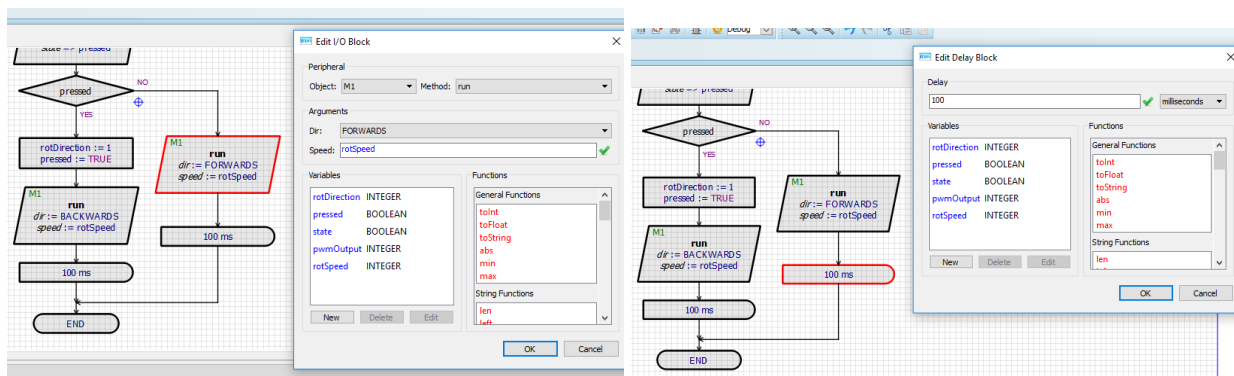 state => pressed
pressed
NO
YES
rotDirection := 1
pressed := TRUE
M1
run
dir := BACKWARDS
speed := rotSpeed
100 ms
END
M1
run
dir := FORWARDS
speed := rotSpeed
100 ms
Edit I/O Block
Peripheral
Object: M1 Method: run
Arguments
Dir: FORWARDS
Speed: rotSpeed
Variables
rotDirection INTEGER
pressed BOOLEAN
state BOOLEAN
pwmOutput INTEGER
rotSpeed INTEGER
New Delete Edit
Functions
General Functions
toInt
toFloat
toString
abs
min
max
String Functions
len
left
OK Cancel
Debug
state => pressed
pressed
NO
YES
rotDirection := 1
pressed := TRUE
M1
run
dir := BACKWARDS
speed := rotSpeed
100 ms
END
M1
run
dir := FORWARDS
speed := rotSpeed
100 ms
Edit Delay Block
Delay
100 milliseconds
Variables
rotDirection INTEGER
pressed BOOLEAN
state BOOLEAN
pwmOutput INTEGER
rotSpeed INTEGER
New Delete Edit
Functions
General Functions
toInt
toFloat
toString
abs
min
max
String Functions
len
OK Cancel